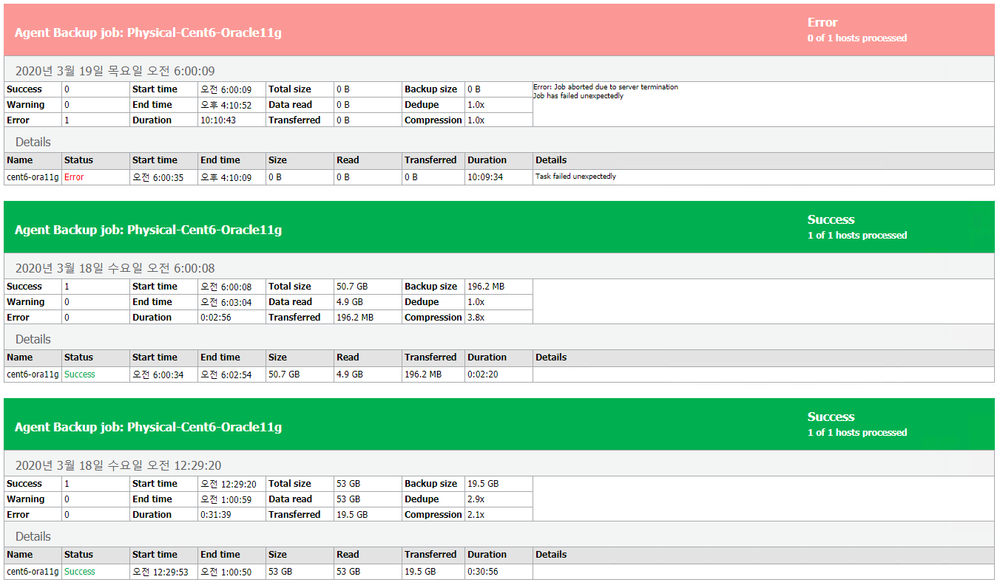 Agent Backup job: Physical-Cent6-Oracle11g
Error
0 of 1 hosts processed
2020년 3월 19일 목요일 오전 6:00:09
Success 0 Start time 오전 6:00:09 Total size 0 B Backup size 0 B Error: Job aborted due to server termination
Job has failed unexpectedly
Warning 0 End time 오후 4:10:52 Data read 0 B Dedupe 1.0x
Error 1 Duration 10:10:43 Transferred 0 B Compression 1.0x
Details
Name Status Start time End time Size Read Transferred Duration Details
cent6-ora11g Error 오전 6:00:35 오후 4:10:09 0 B 0 B 0 B 10:09:34 Task failed unexpectedly
Agent Backup job: Physical-Cent6-Oracle11g
Success
1 of 1 hosts processed
2020년 3월 18일 수요일 오전 6:00:08
Success 1 Start time 오전 6:00:08 Total size 50.7 GB Backup size 196.2 MB
Warning 0 End time 오전 6:03:04 Data read 4.9 GB Dedupe 1.0x
Error 0 Duration 0:02:56 Transferred 196.2 MB Compression 3.8x
Details
Name Status Start time End time Size Read Transferred Duration Details
cent6-ora11g Success 오전 6:00:34 오전 6:02:54 50.7 GB 4.9 GB 196.2 MB 0:02:20
Agent Backup job: Physical-Cent6-Oracle11g
Success
1 of 1 hosts processed
2020년 3월 18일 수요일 오전 12:29:20
Success 1 Start time 오전 12:29:20 Total size 53 GB Backup size 19.5 GB
Warning 0 End time 오전 1:00:59 Data read 53 GB Dedupe 2.9x
Error 0 Duration 0:31:39 Transferred 19.5 GB Compression 2.1x
Details
Name Status Start time End time Size Read Transferred Duration Details
cent6-ora11g Success 오전 12:29:53 오전 1:00:50 53 GB 53 GB 19.5 GB 0:30:56